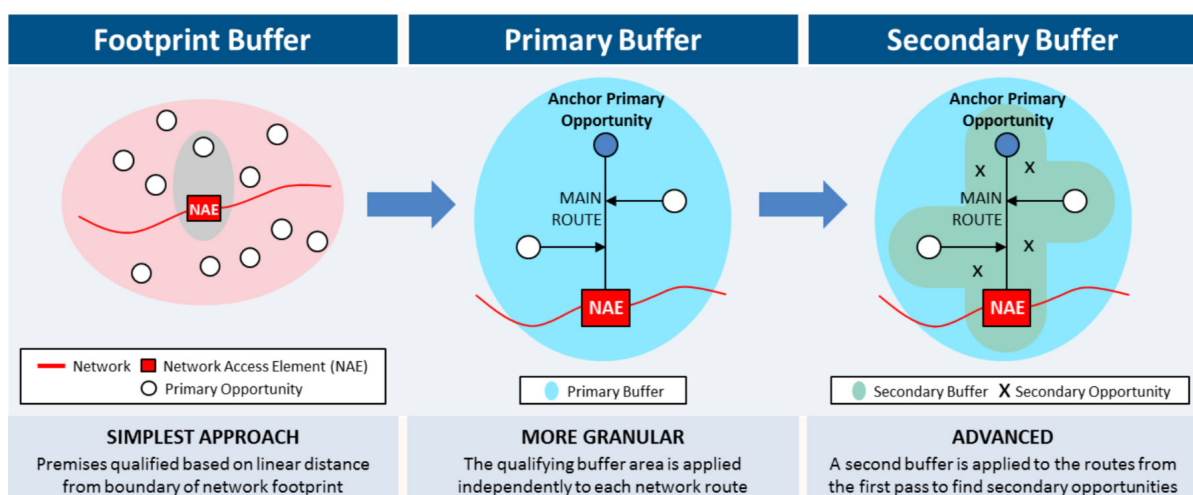 Footprint Buffer
NAE
Network
Network Access Element (NAE)
Primary Opportunity
SIMPLEST APPROACH
Premises qualified based on linear distance
from boundary of network footprint
Primary Buffer
Anchor Primary
Opportunity
MAIN
ROUTE
NAE
Primary Buffer
MORE GRANULAR
The qualifying buffer area is applied
independently to each network route
Secondary Buffer
Anchor Primary
Opportunity
X X
MAIN
ROUTE
X
X
NAE
Secondary Buffer X Secondary Opportunity
ADVANCED
A second buffer is applied to the routes from
the first pass to find secondary opportunities